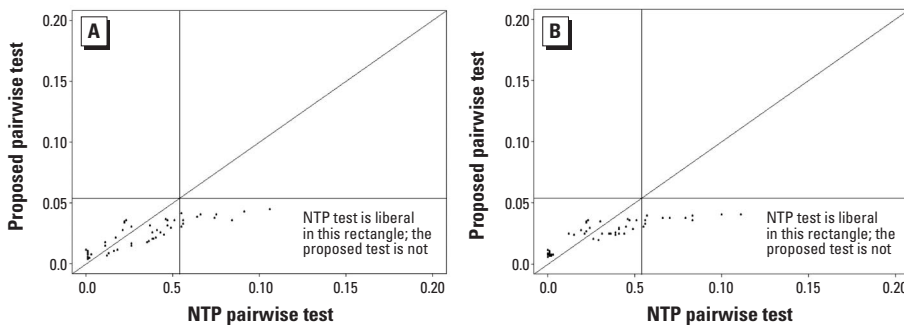 A
0.20
0.15
0.10
0.05
0.0
Proposed pairwise test
NTP test is liberal
in this rectangle; the
proposed test is not
0.0
0.5
0.10
0.15
0.20
NTP pairwise test
B
0.20
0.15
0.10
0.05
0.0
Proposed pairwise test
NTP test is liberal
in this rectangle; the
proposed test is not
0.0
0.5
0.10
0.15
0.20
NTP pairwise test